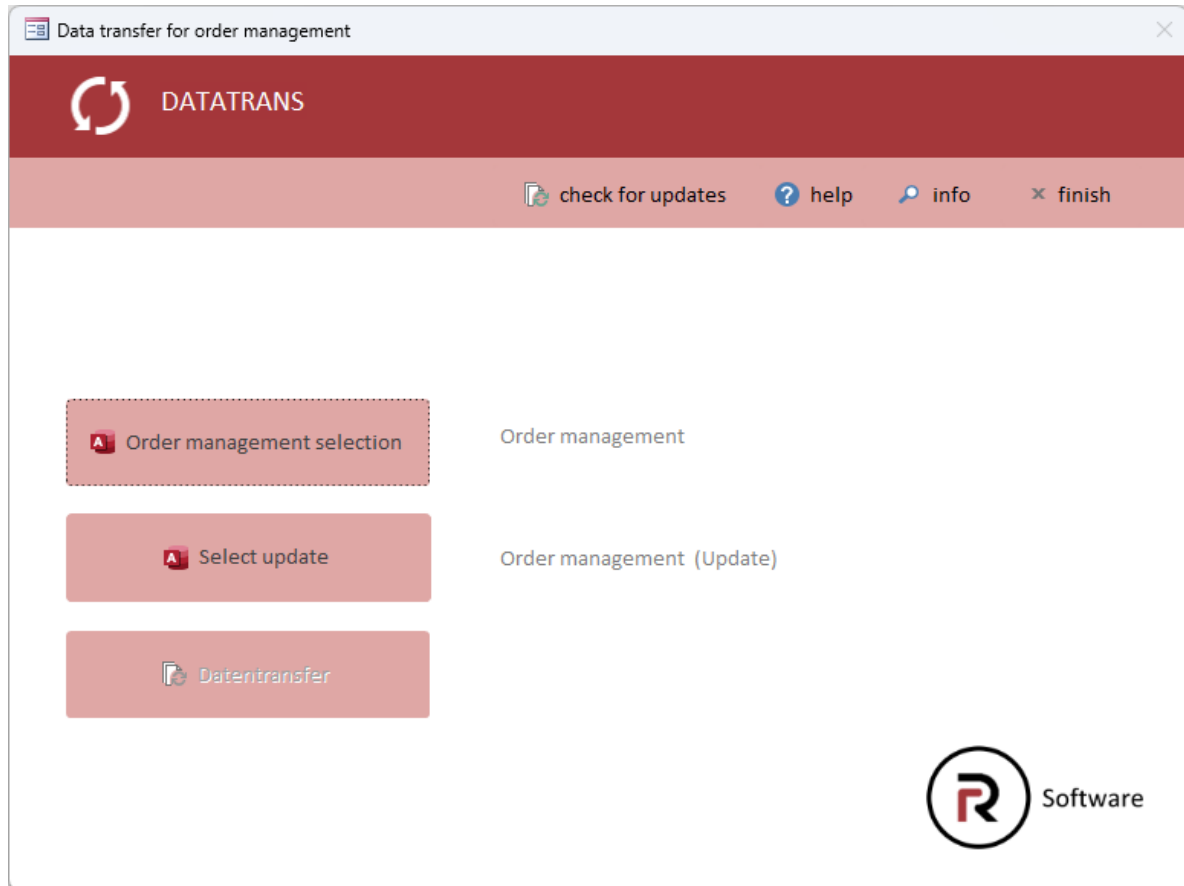 Data transfer for order management
DATATRANS
check for updates help info finish
Order management selection Order management
Select update Order management (Update)
Datentransfer
Software